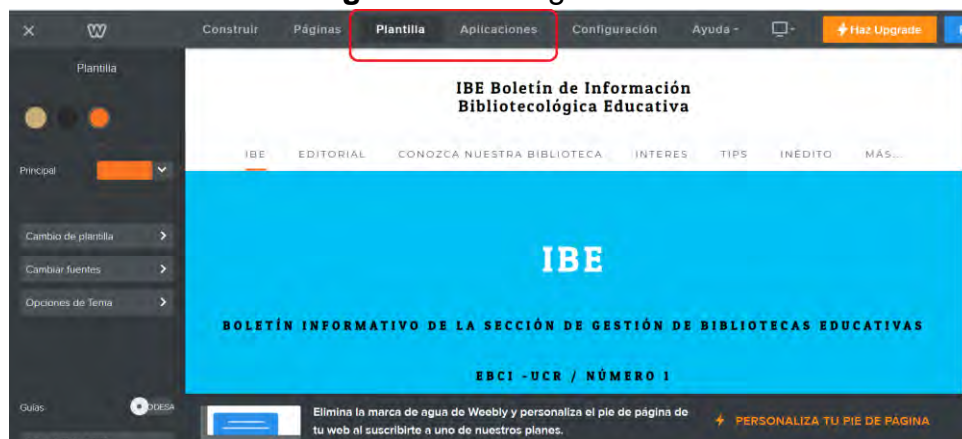 Construir Páginas Plantilla Aplicaciones Configuración Ayuda Haz Upgrade
Plantilla
IBE Boletín de Información
Bibliotecológica Educativa
IBE EDITORIAL CONOZCA NUESTRA BIBLIOTECA INTERES TIPS INÉDITO MÁS...
Principal
Cambio de plantilla
Cambiar fuentes
Opciones de Tema
IBE
BOLETÍN INFORMATIVO DE LA SECCIÓN DE GESTIÓN DE BIBLIOTECAS EDUCATIVAS
EBCI -UCR / NÚMERO 1
Guías
Elimina la marca de agua de Weebly y personaliza el pie de página de
tu web al suscribirte a uno de nuestros planes.
PERSONALIZA TU PIE DE PÁGINA